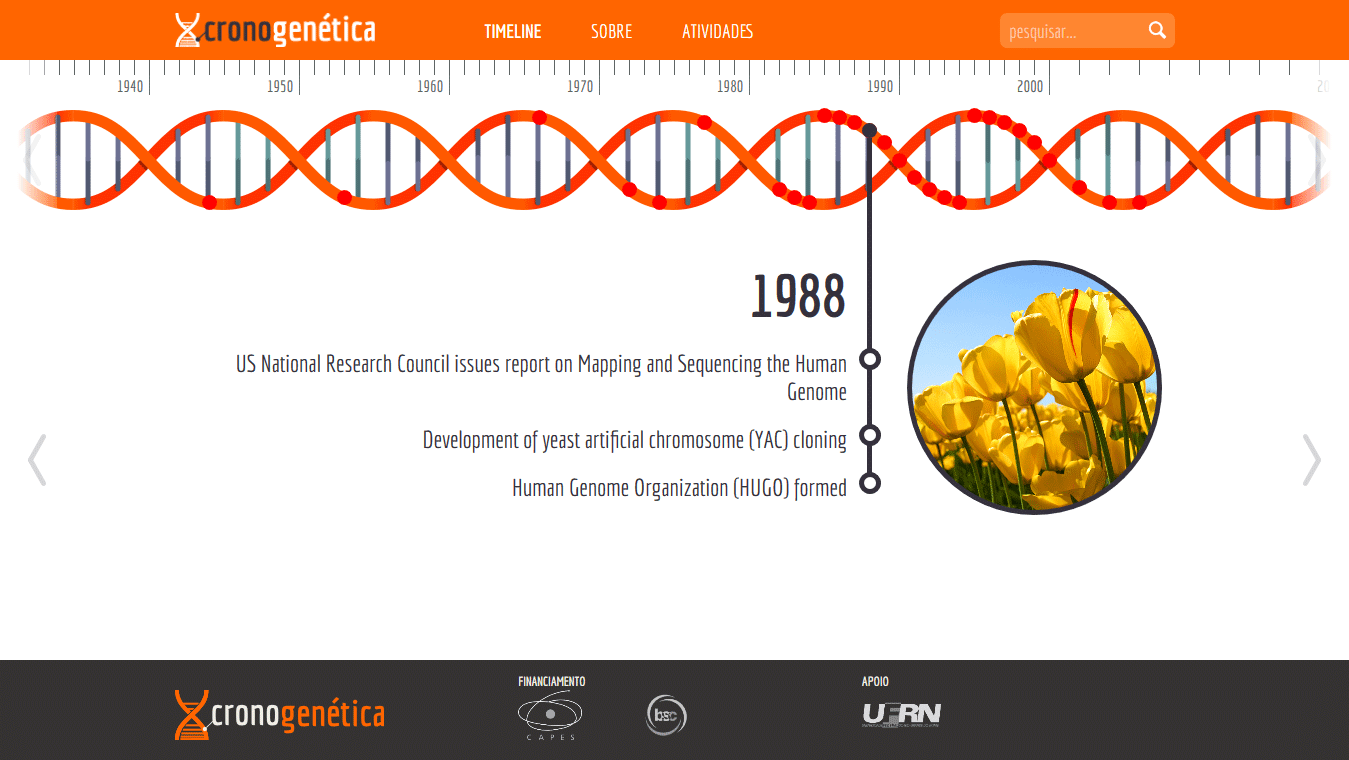 cronogenética
TIMELINE
SOBRE
ATIVIDADES
pesquisar...
1940
1950
1960
1970
1980
1990
2000
1988
US National Research Council issues report on Mapping and Sequencing the Human
Genome
Development of yeast artificial chromosome (YAC) cloning
Human Genome Organization (HUGO) formed
cronogenética
FINANCIAMENTO
CAPES
bsc
APOIO
UFRN